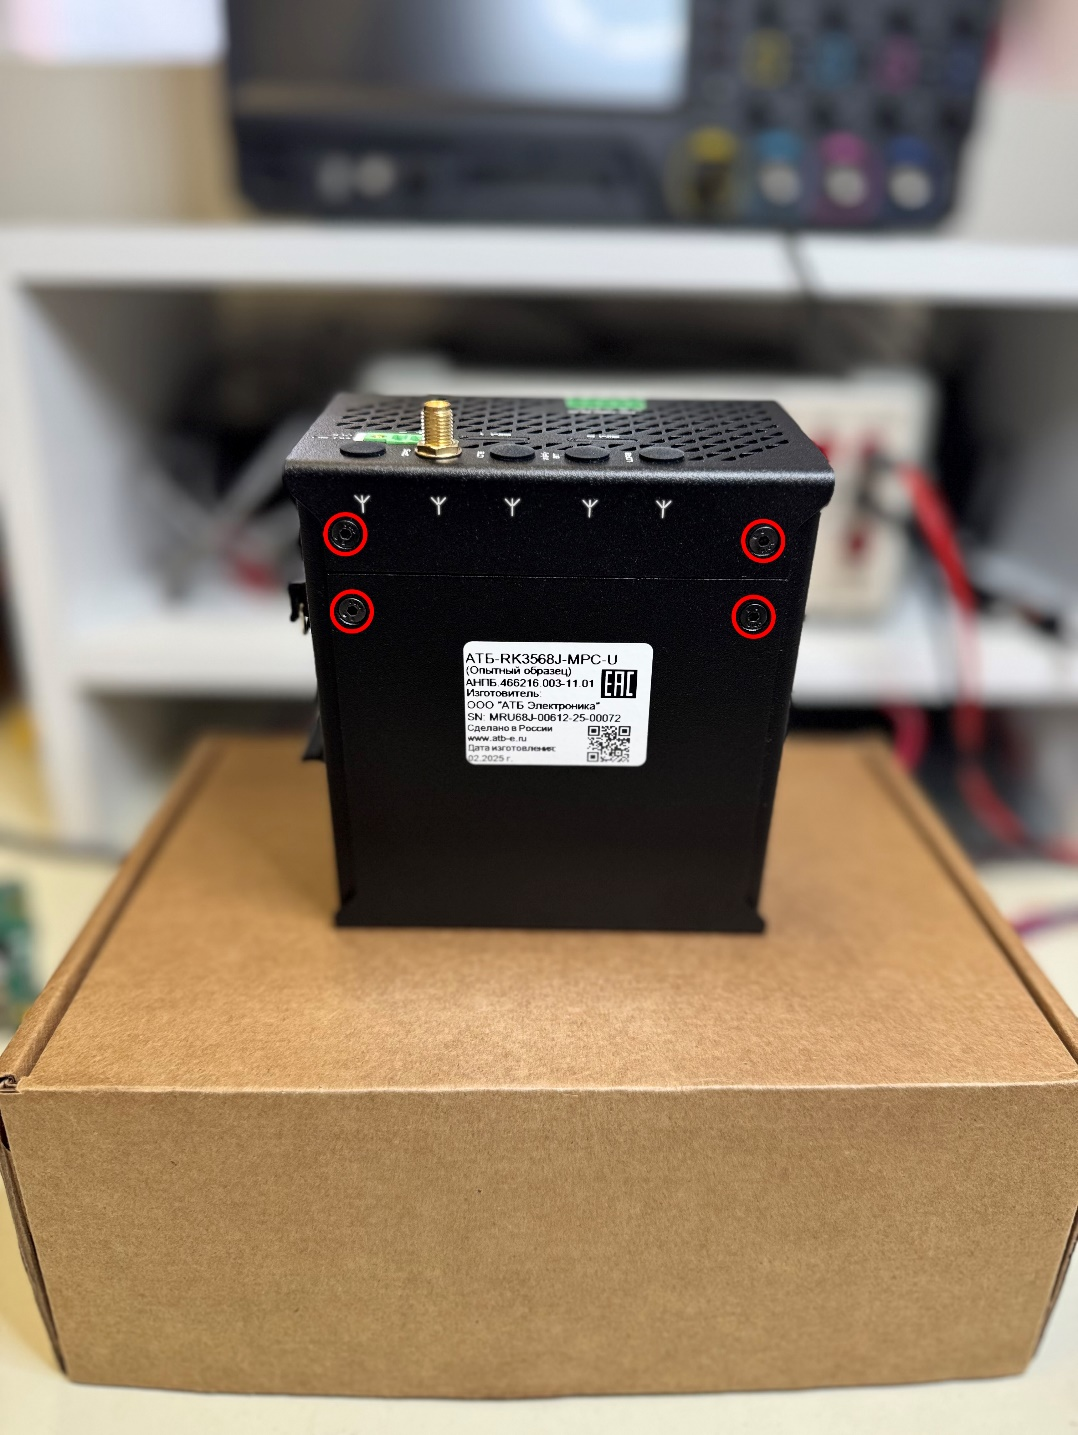 АТБ-RK3568J-MPC-U
(Опытный образец)
АНПБ.466216.003-11.01
Изготовитель:
ООО "АТБ Электроника"
SN: MRU68J-00612-25-00072
Сделано в России
www.atb-e.ru
Дата изготовления:
02.2025 г.
EAC